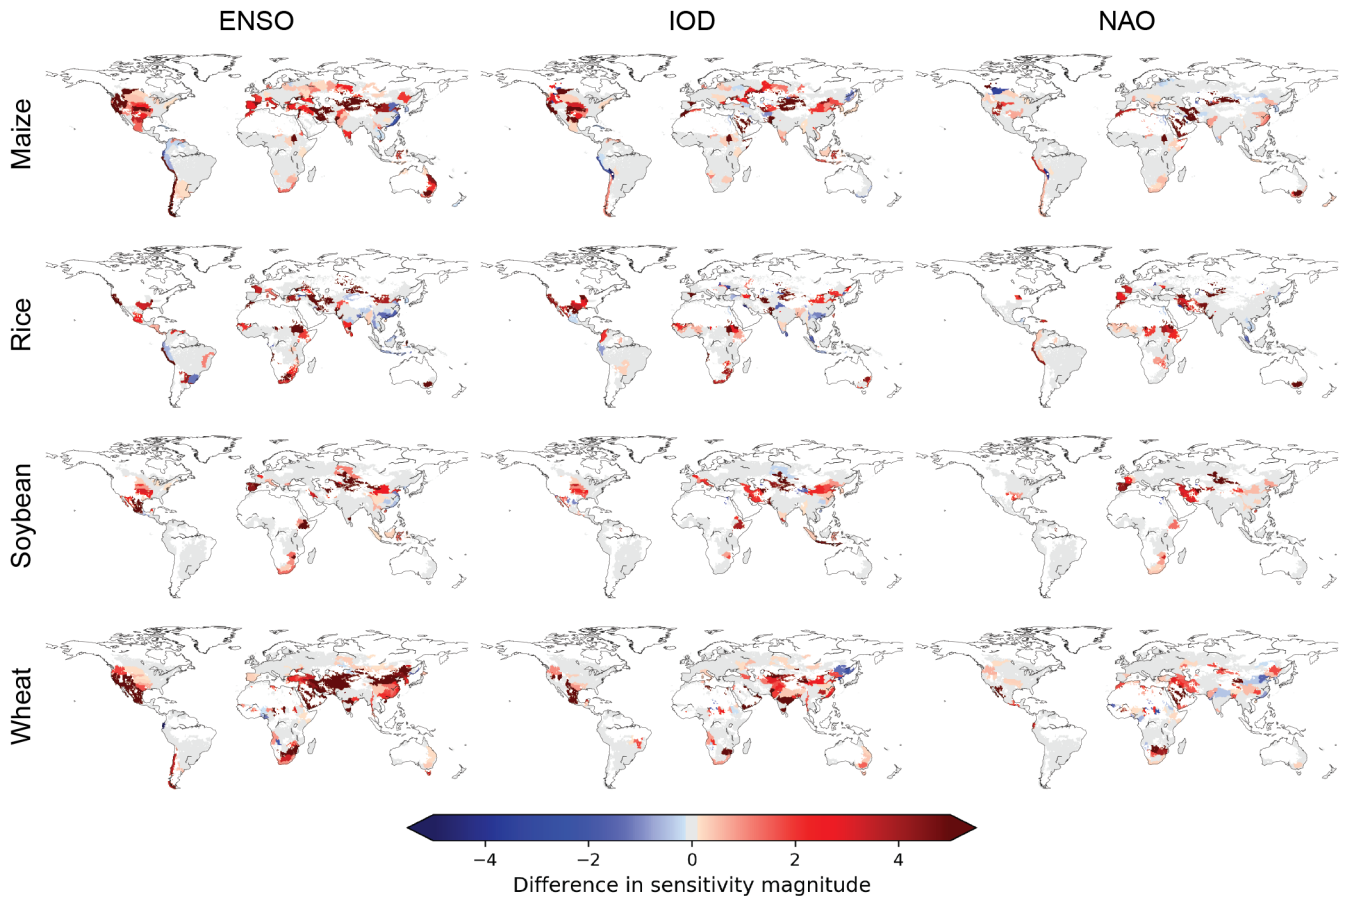 ENSO IOD NAO
Maize
Rice
Soybean
Wheat
−4 −2 0 2 4
Difference in sensitivity magnitude